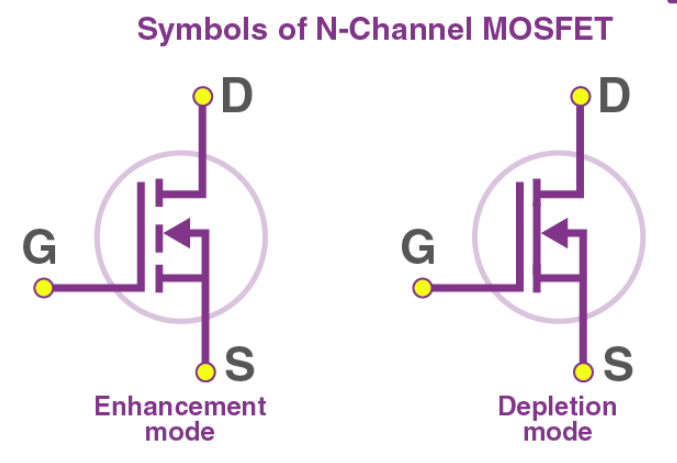 Symbols of N-Channel MOSFET
D
D
G
G
S
S
Enhancement
mode
Depletion
mode